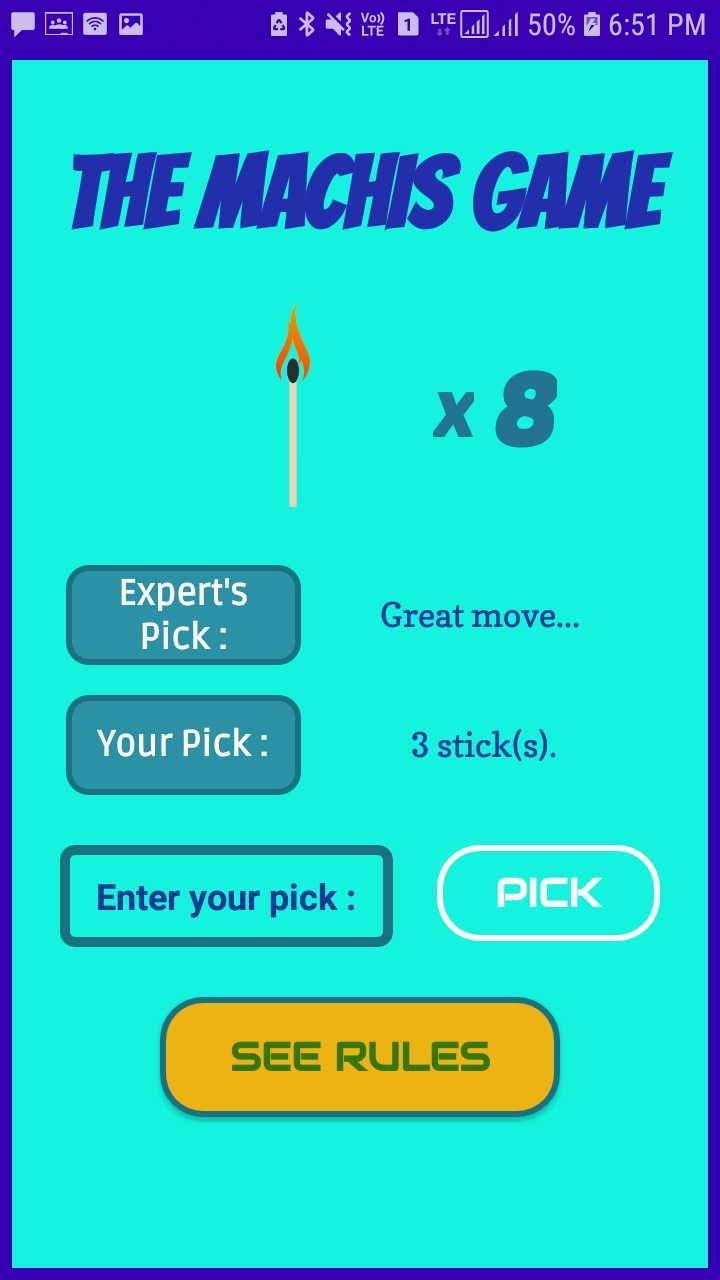 Vo)) LTE 1 LTE 50% 6:51 PM
THE MACHIS GAME
x 8
Expert's
Pick :
Great move...
Your Pick :
3 stick(s).
Enter your pick :
PICK
SEE RULES